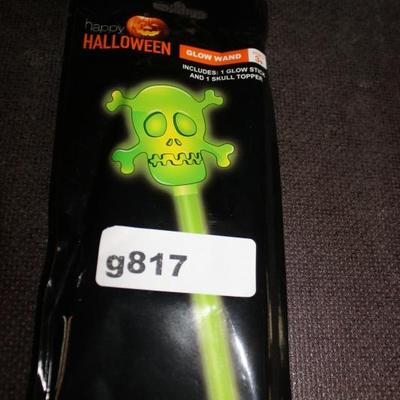 happy
HALLOWEEN
GLOW WAND
INCLUDES: 1 GLOW STICK
AND 1 SKULL TOPPER
g817